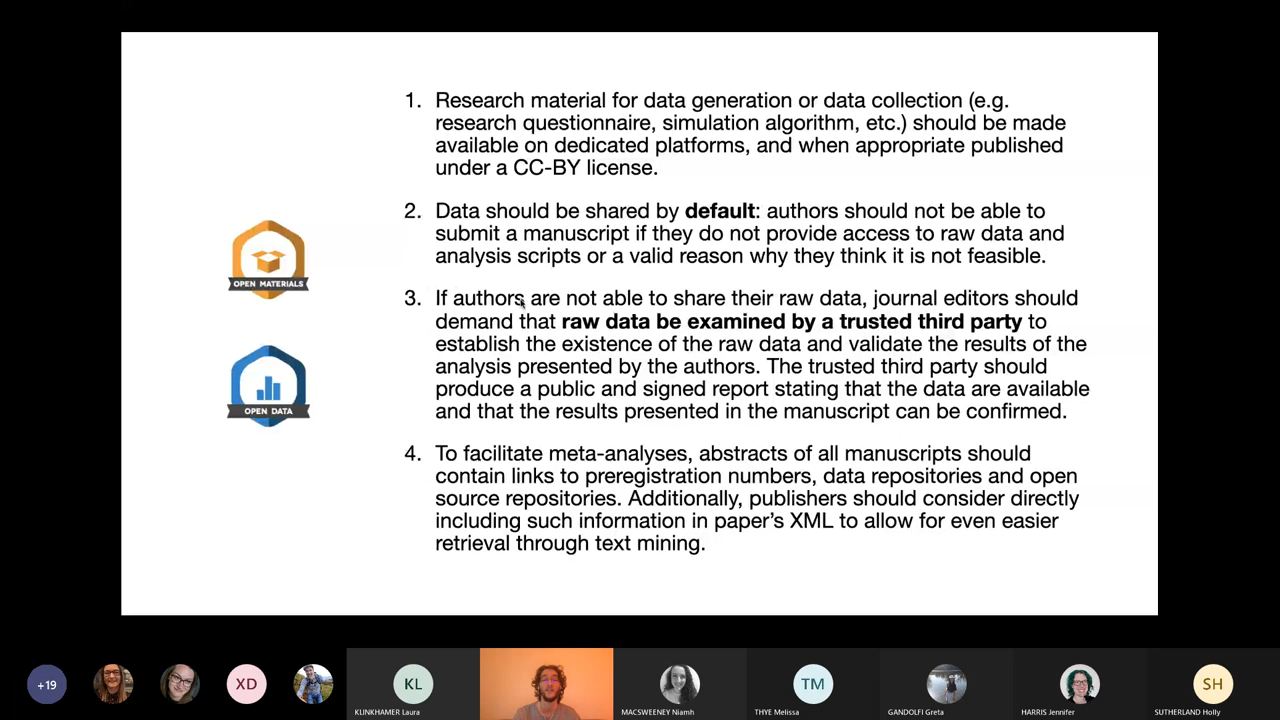 1. Research material for data generation or data collection (e.g.
research questionnaire, simulation algorithm, etc.) should be made
available on dedicated platforms, and when appropriate published
under a CC-BY license.
2. Data should be shared by default: authors should not be able to
submit a manuscript if they do not provide access to raw data and
analysis scripts or a valid reason why they think it is not feasible.
OPEN MATERIALS
3. If authors are not able to share their raw data, journal editors should
demand that raw data be examined by a trusted third party to
establish the existence of the raw data and validate the results of the
analysis presented by the authors. The trusted third party should
produce a public and signed report stating that the data are available
and that the results presented in the manuscript can be confirmed.
OPEN DATA
4. To facilitate meta-analyses, abstracts of all manuscripts should
contain links to preregistration numbers, data repositories and open
source repositories. Additionally, publishers should consider directly
including such information in paper's XML to allow for even easier
retrieval through text mining.
+19 XD KL TM SH
KLINKHAMER Laura MACSWEENEY Niamh THYE Melissa GANDOLFI Greta HARRIS Jennifer SUTHERLAND Holly